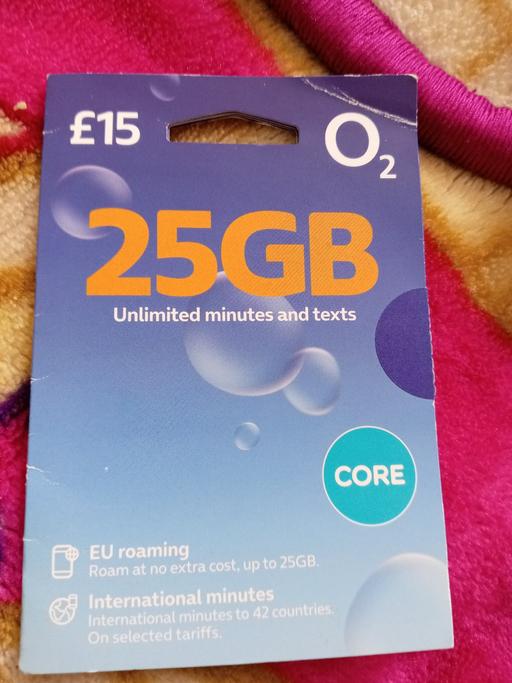 £15
O2
25GB
Unlimited minutes and texts
CORE
EU roaming
Roam at no extra cost, up to 25GB.
International minutes
International minutes to 42 countries.
On selected tariffs.